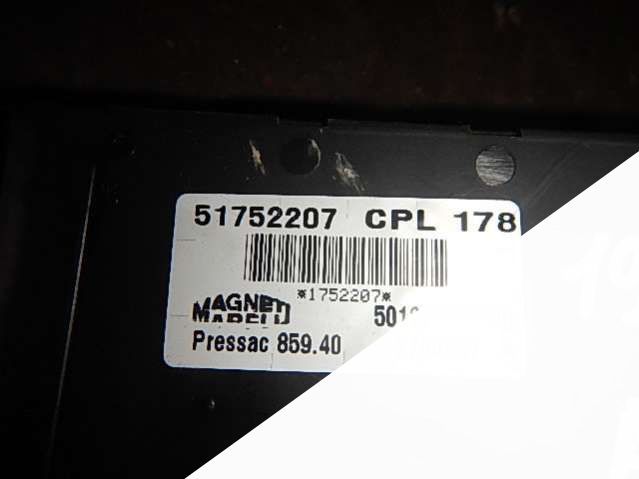 51752207 CPL 178
*1752207*
MAGNETI
MARELLI
Pressac 859.40